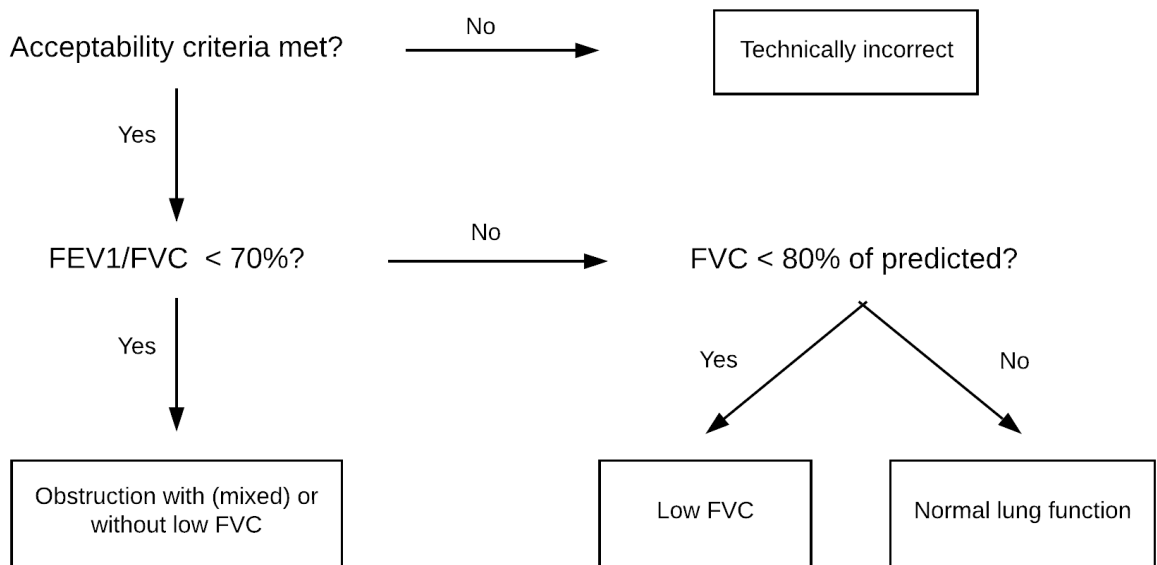 Acceptability criteria met?
No
Technically incorrect
Yes
FEV1/FVC < 70%?
No
FVC < 80% of predicted?
Yes
Yes
No
Obstruction with (mixed) or
without low FVC
Low FVC
Normal lung function